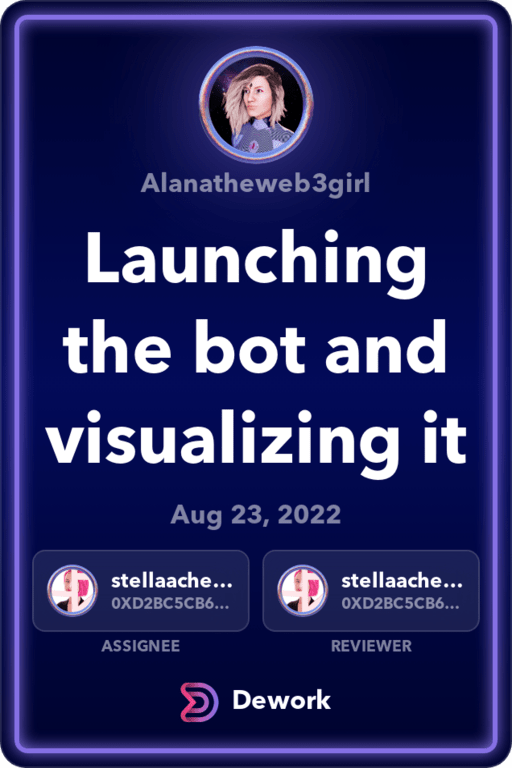 Alanatheweb3girl
Launching
the bot and
visualizing it
Aug 23, 2022
stellaache...
0XD2BC5CB6...
stellaache...
0XD2BC5CB6...
ASSIGNEE
REVIEWER
Dework